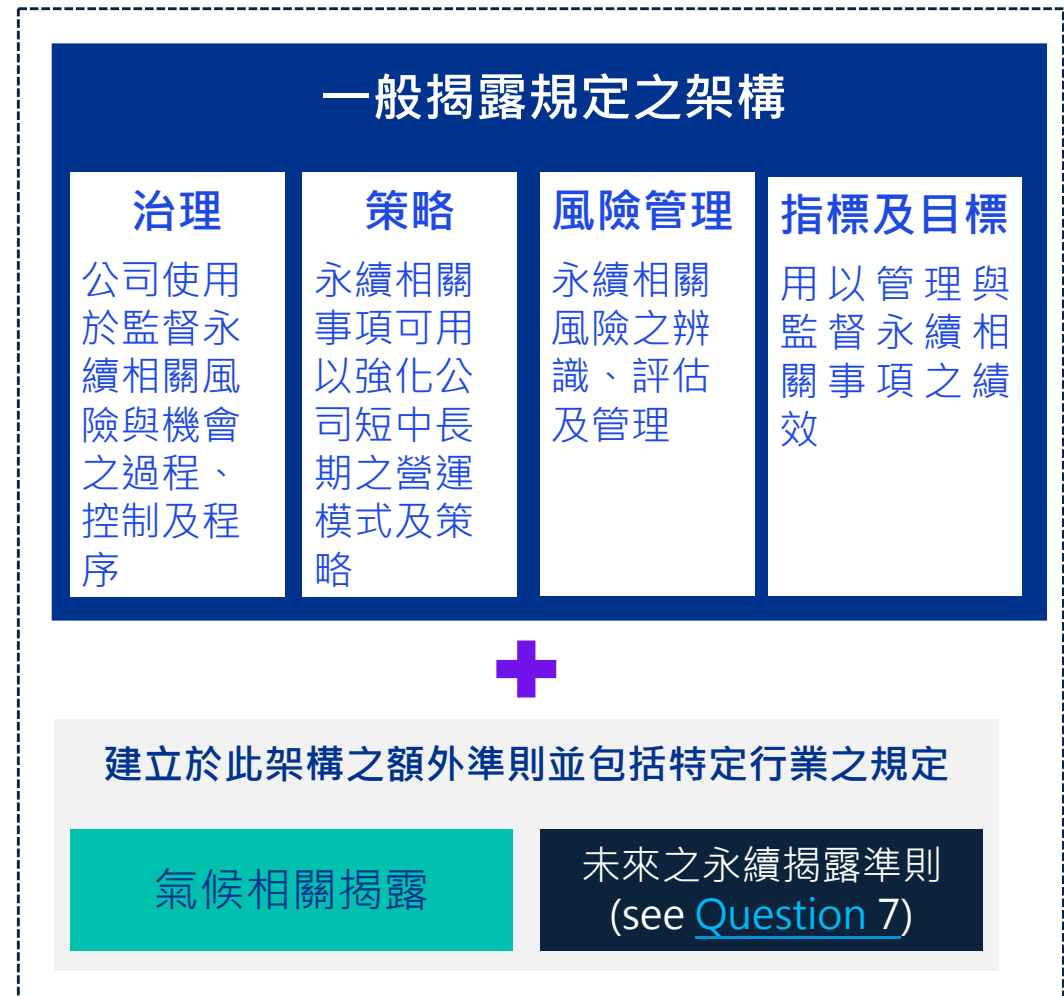 一般揭露規定之架構
治理
公司使用
於監督永
續相關風
險與機會
之過程、
控制及程
序
策略
永續相關
事項可用
以強化公
司短中長
期之營運
模式及策
略
風險管理
永續相關
風險之辨
識、評估
及管理
指標及目標
用以管理與
監督永續相
關事項之績
效
建立於此架構之額外準則並包括特定行業之規定
氣候相關揭露
未來之永續揭露準則
(see Question 7)